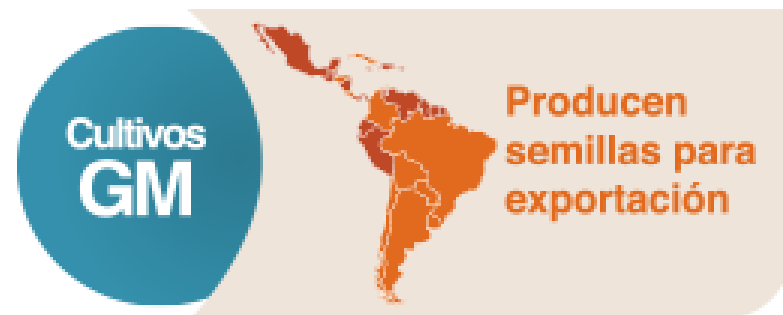 Cultivos
GM
Producen
semillas para
exportación